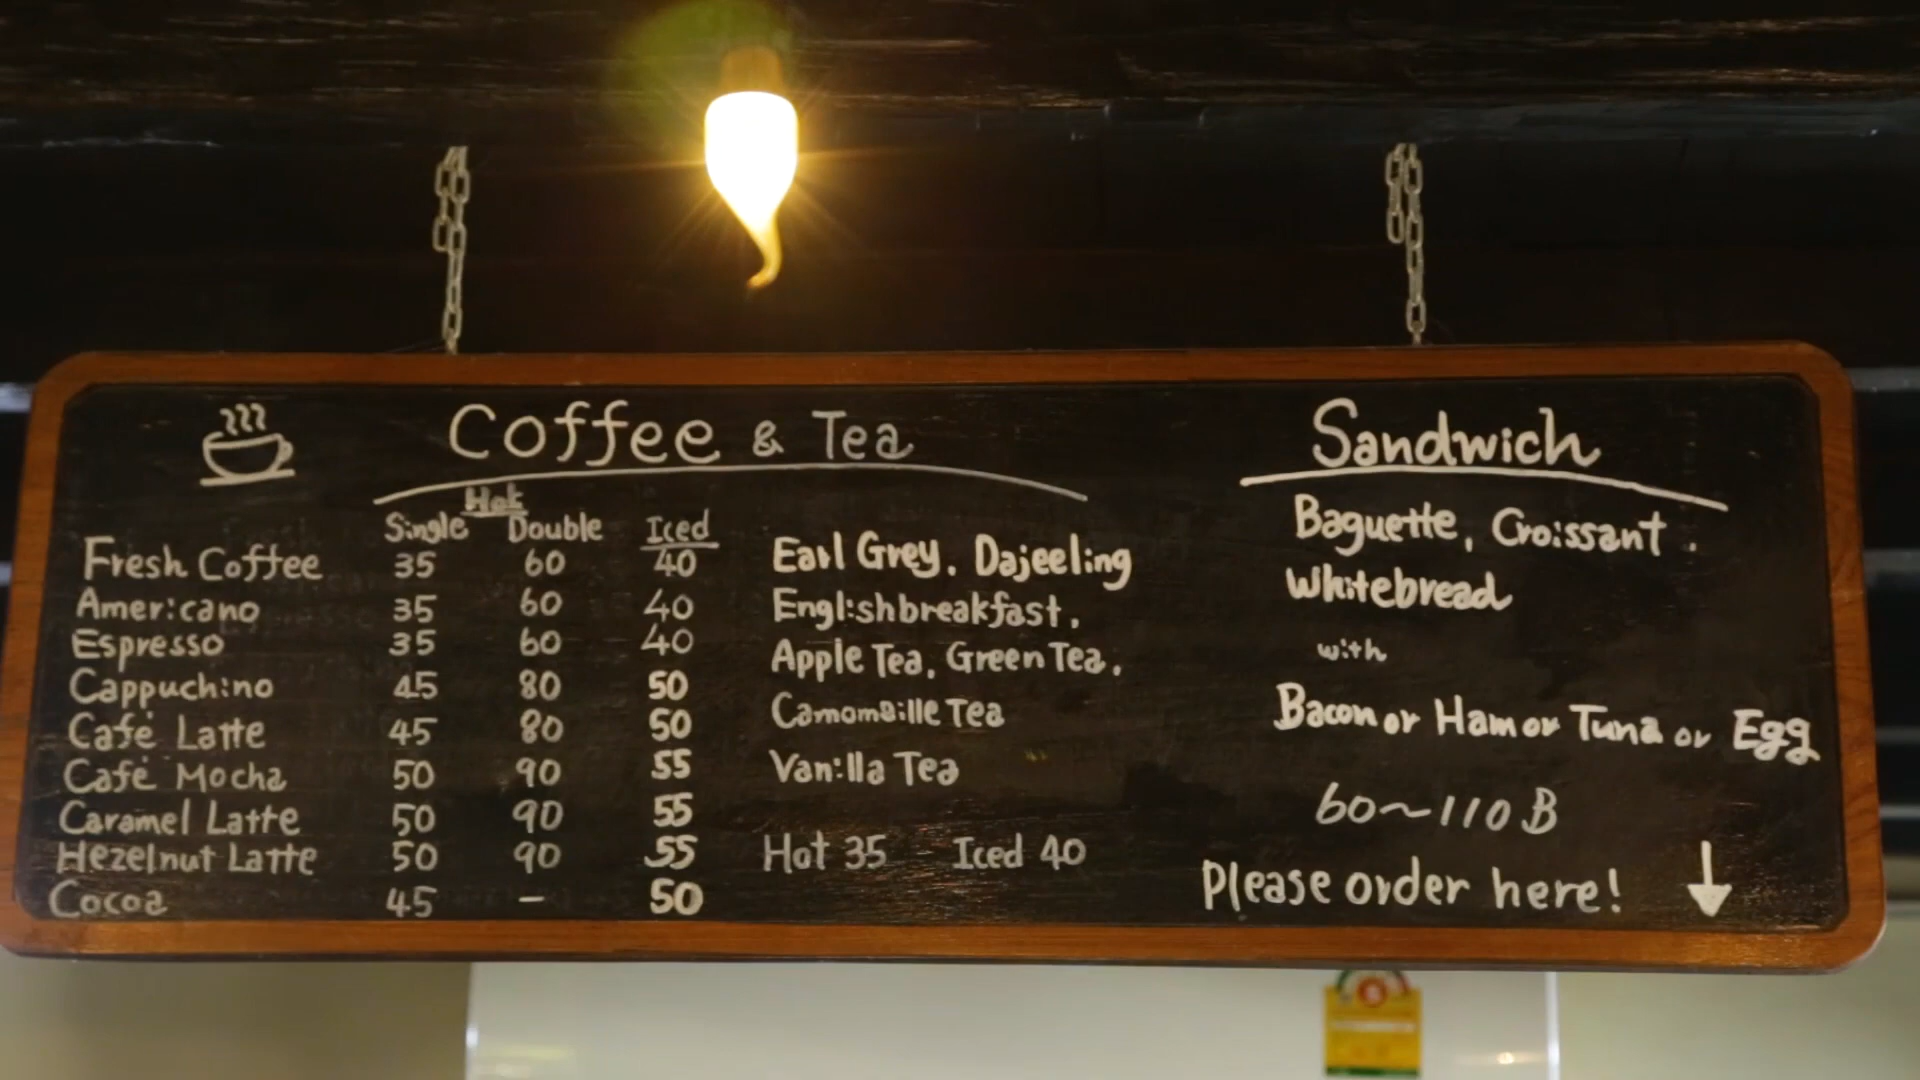 Coffee & Tea
Hot
Single Double Iced
Fresh Coffee 35 60 40
Americano 35 60 40
Espresso 35 60 40
Cappuchino 45 80 50
Café Latte 45 80 50
Café Mocha 50 90 55
Caramel Latte 50 90 55
Hezelnut Latte 50 90 55
Cocoa 45 - 50
Earl Grey, Dajeeling
Englishbreakfast,
Apple Tea, Green Tea,
Camomaille Tea
Vanilla Tea
Hot 35 Iced 40
Sandwich
Baguette, Croissant,
Whitebread
with
Bacon or Ham or Tuna or Egg
60~110 B
Please order here! ↓